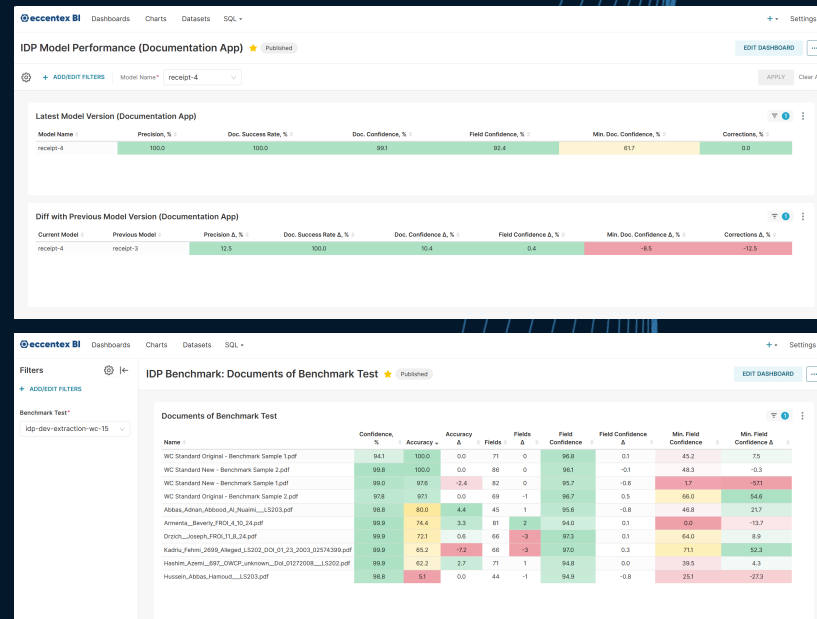 eccentex BI Dashboards Charts Datasets SQL + Settings
IDP Model Performance (Documentation App) Published EDIT DASHBOARD ...
+ ADD/EDIT FILTERS Model Name* receipt-4 APPLY Clear A
Latest Model Version (Documentation App) 1
Model Name Precision, % Doc. Success Rate, % Doc. Confidence, % Field Confidence, % Min. Doc. Confidence, % Corrections, %
receipt-4 100.0 100.0 99.1 92.4 61.7 0.0
Diff with Previous Model Version (Documentation App) 1
Current Model Previous Model Precision Δ, % Doc. Success Rate Δ, % Doc. Confidence Δ, % Field Confidence Δ, % Min. Doc. Confidence Δ, % Corrections Δ, %
receipt-4 receipt-3 12.5 100.0 10.4 0.4 -8.5 -12.5
eccentex BI Dashboards Charts Datasets SQL + Settings
Filters IDP Benchmark: Documents of Benchmark Test Published EDIT DASHBOARD ...
+ ADD/EDIT FILTERS
Benchmark Test*
idp-dev-extraction-wc-15
Documents of Benchmark Test 1
Name Confidence, % Accuracy Accuracy Δ Fields Fields Δ Field Confidence Field Confidence Δ Min. Field Confidence Min. Field Confidence Δ
WC Standard Original - Benchmark Sample 1.pdf 94.1 100.0 0.0 71 0 96.8 0.1 45.2 7.5
WC Standard New - Benchmark Sample 2.pdf 99.8 100.0 0.0 86 0 96.1 -0.1 48.3 -0.3
WC Standard New - Benchmark Sample 1.pdf 99.0 97.6 -2.4 82 0 95.7 -0.6 1.7 -57.1
WC Standard Original - Benchmark Sample 2.pdf 97.8 97.1 0.0 69 -1 96.7 0.5 66.0 54.6
Abbas_Adnan_Abbood_Al_Nuaimi__LS203.pdf 98.8 80.0 4.4 45 1 95.6 -0.8 46.8 21.7
Armenta__Beverly_FROI_4_10_24.pdf 99.9 74.4 3.3 81 2 94.0 0.1 0.0 -13.7
Drzich__Joseph_FROI_11_8_24.pdf 99.9 72.1 0.6 66 -3 97.3 0.1 64.0 8.9
Kadriu_Fehmi_2699_Alleged_LS202_DOI_01_23_2003_02574399.pdf 99.9 65.2 -7.2 66 -3 97.0 0.3 71.1 52.3
Hashim_Azemi__697__OWCP_unknown__DoI_01272008__LS202.pdf 99.9 62.2 2.7 71 1 94.8 0.0 39.5 4.3
Hussein_Abbas_Hamoud__LS203.pdf 98.8 5.1 0.0 44 -1 94.9 -0.8 25.1 -27.3